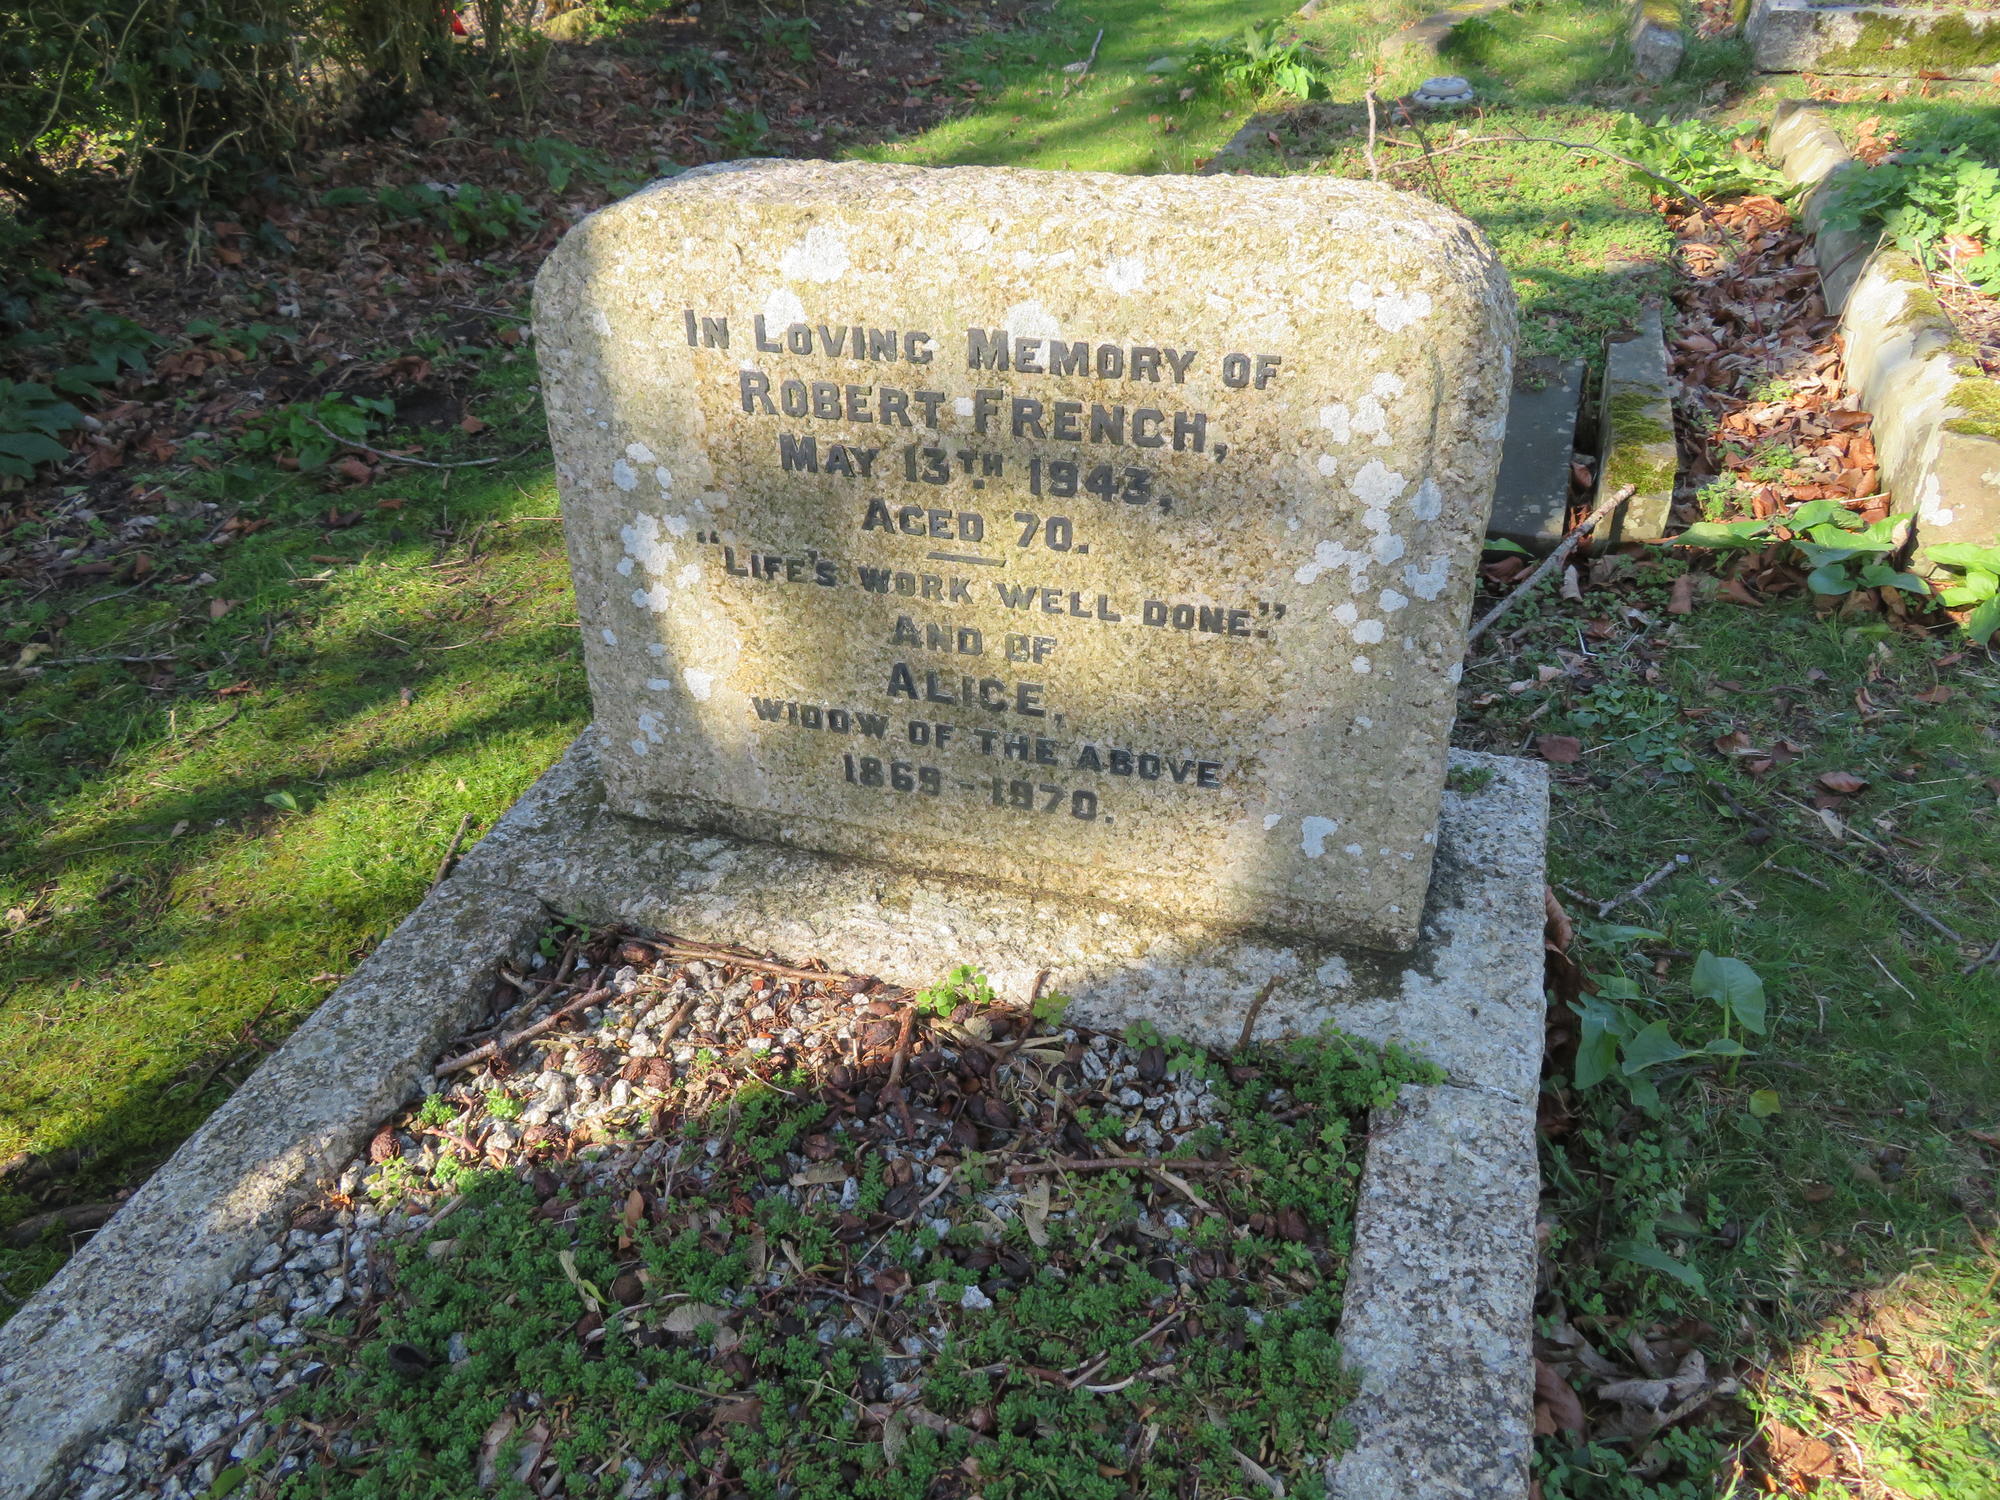 In Loving Memory of
Robert French,
May 13th 1943,
Aged 70.
"Life's work well done."
And of
Alice,
widow of the above
1869 - 1970.